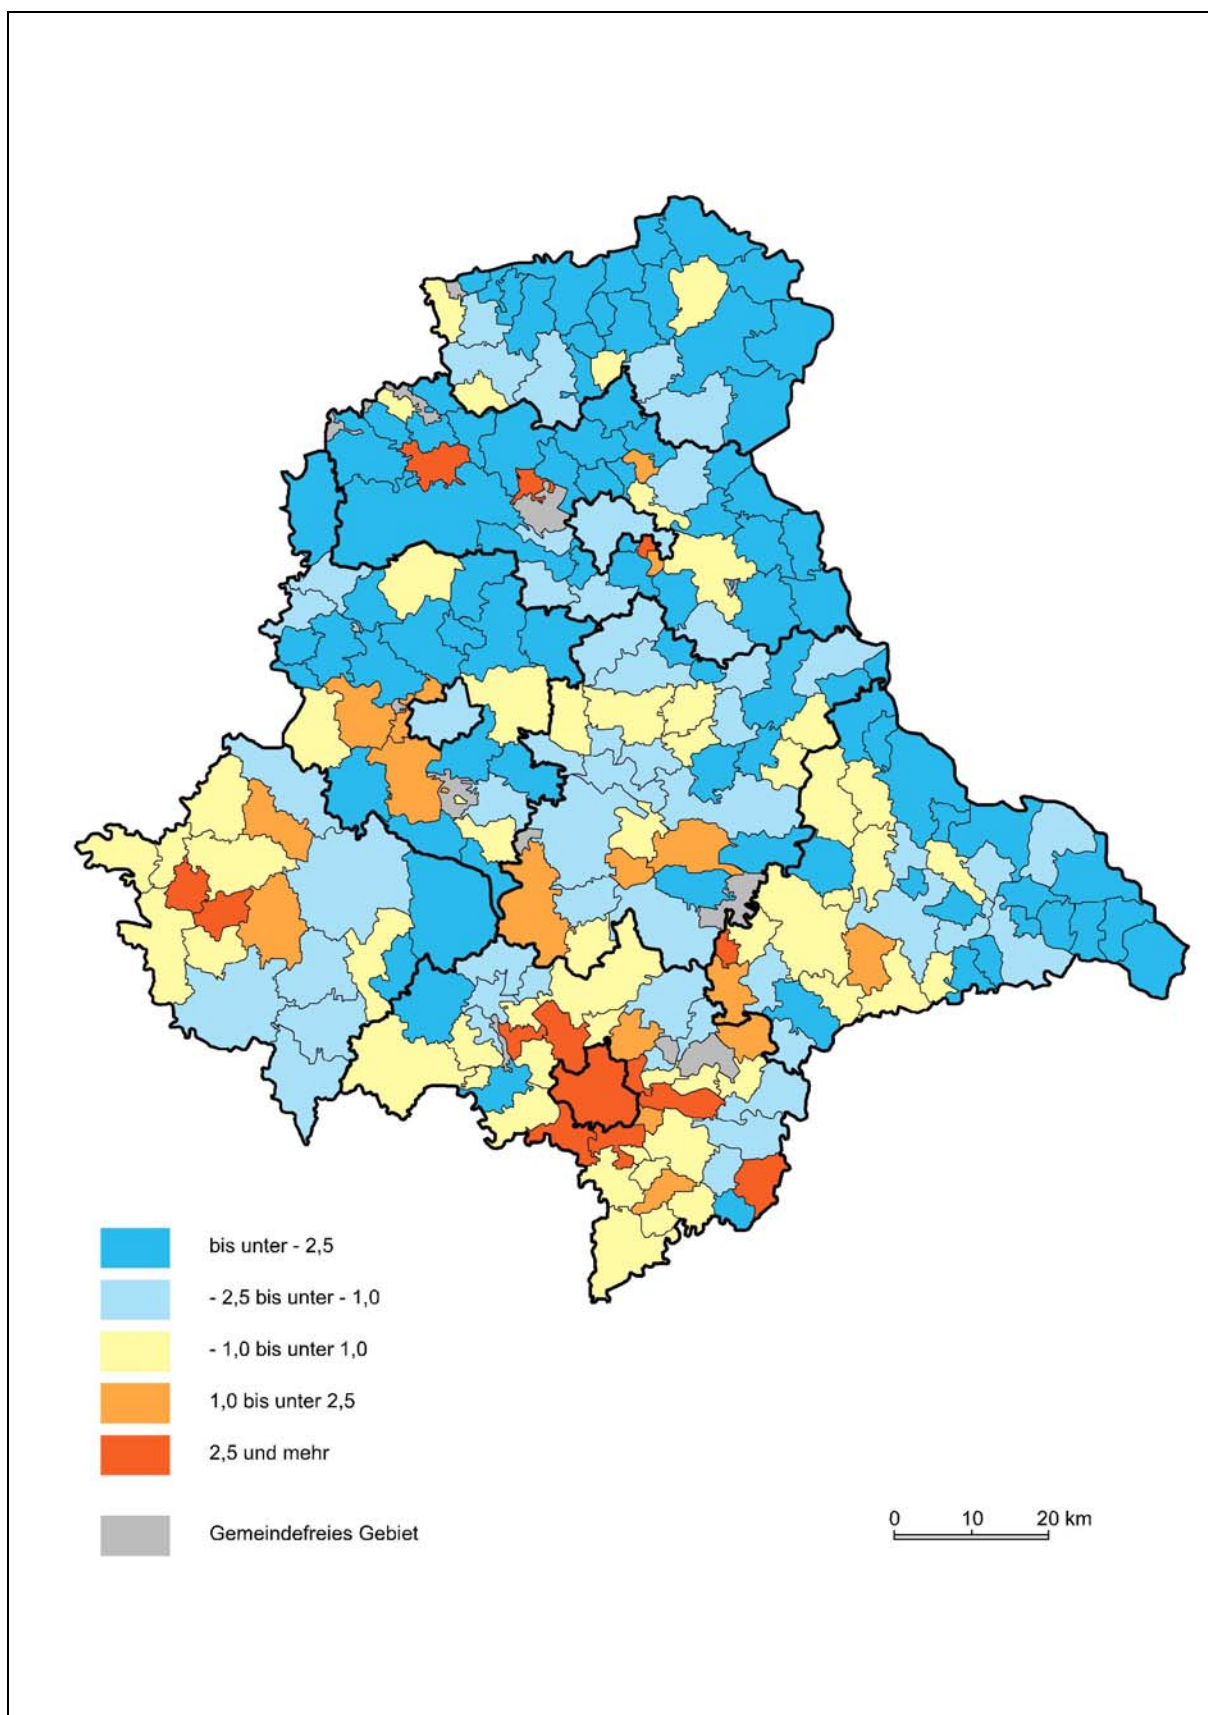 bis unter - 2,5
- 2,5 bis unter - 1,0
- 1,0 bis unter 1,0
1,0 bis unter 2,5
2,5 und mehr
Gemeindefreies Gebiet
0 10 20 km